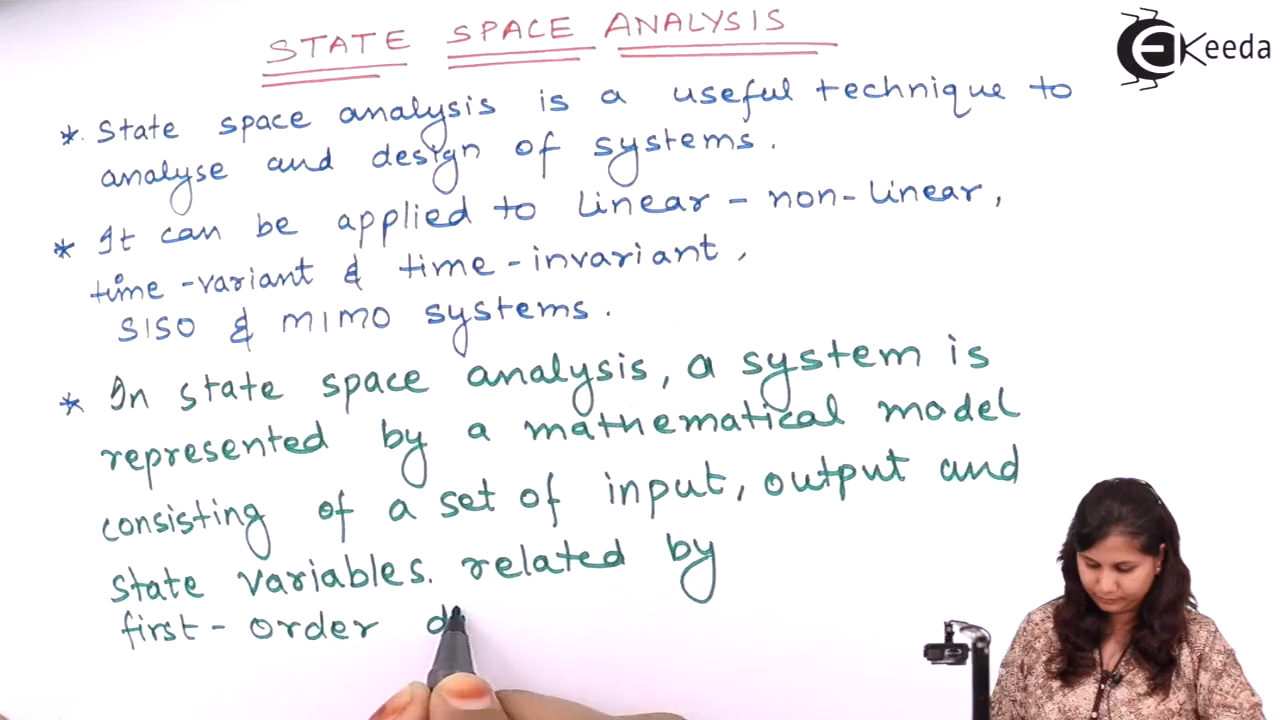 STATE SPACE ANALYSIS
EKeeda
* State space analysis is a useful technique to
analyse and design of systems.
* It can be applied to Linear - non-linear,
time-variant & time-invariant,
SISO & MIMO systems.
* In state space analysis, a system is
represented by a mathematical model
consisting of a set of input, output and
state variables. related by
first-order d